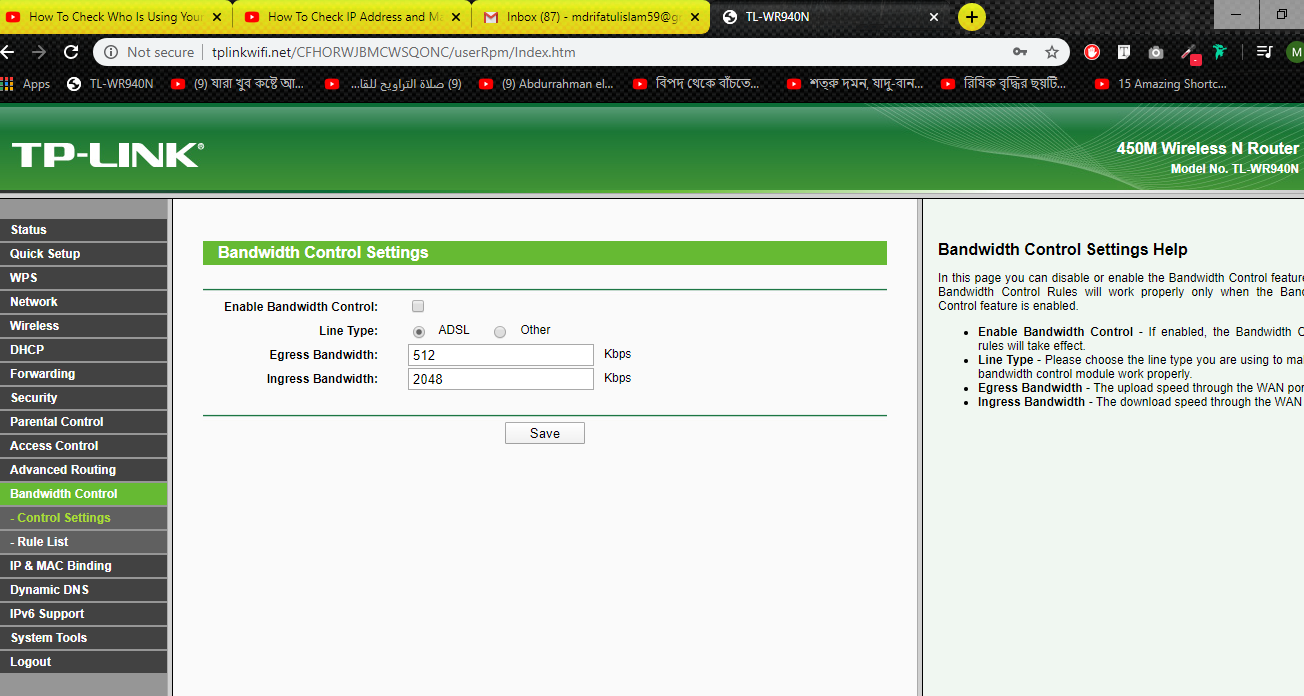 How To Check Who Is Using Your
How To Check IP Address and Ma
Inbox (87) - mdrifatulislam59@g
TL-WR940N
Not secure
tplinkwifi.net/CFHORWJBMCWSQONC/userRpm/Index.htm
M
Apps
TL-WR940N
(9) যারা খুব কষ্টে আ...
(9) صلاة التراويح للقا...
(9) Abdurrahman el...
বিপদ থেকে বাঁচতে...
শত্রু দমন, যাদু-বান...
রিযিক বৃদ্ধির ছয়টি...
15 Amazing Shortc...
TP-LINK®
450M Wireless N Router
Model No. TL-WR940N
Status
Quick Setup
WPS
Network
Wireless
DHCP
Forwarding
Security
Parental Control
Access Control
Advanced Routing
Bandwidth Control
- Control Settings
- Rule List
IP & MAC Binding
Dynamic DNS
IPv6 Support
System Tools
Logout
Bandwidth Control Settings
Enable Bandwidth Control:
Line Type: ADSL Other
Egress Bandwidth: 512 Kbps
Ingress Bandwidth: 2048 Kbps
Save
Bandwidth Control Settings Help
In this page you can disable or enable the Bandwidth Control feature
Bandwidth Control Rules will work properly only when the Band
Control feature is enabled.
Enable Bandwidth Control - If enabled, the Bandwidth C
rules will take effect.
Line Type - Please choose the line type you are using to ma
bandwidth control module work properly.
Egress Bandwidth - The upload speed through the WAN por
Ingress Bandwidth - The download speed through the WAN